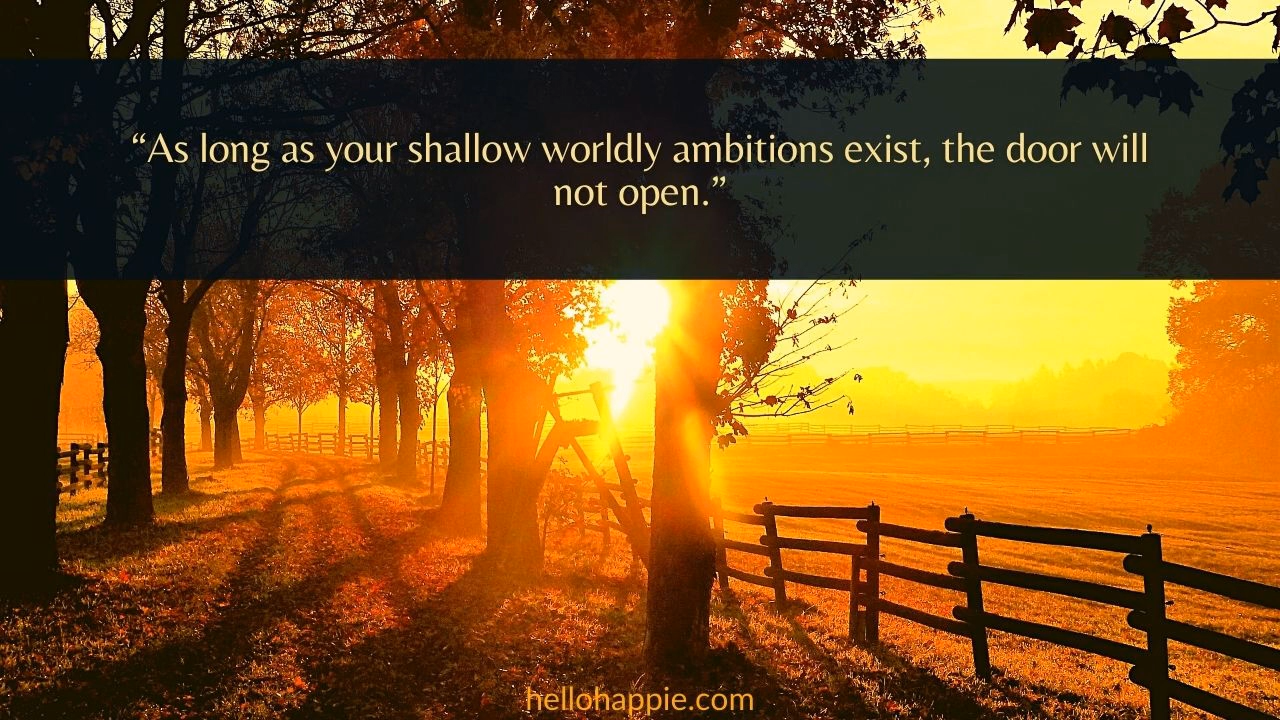 “As long as your shallow worldly ambitions exist, the door will
not open.”
hellohappie.com